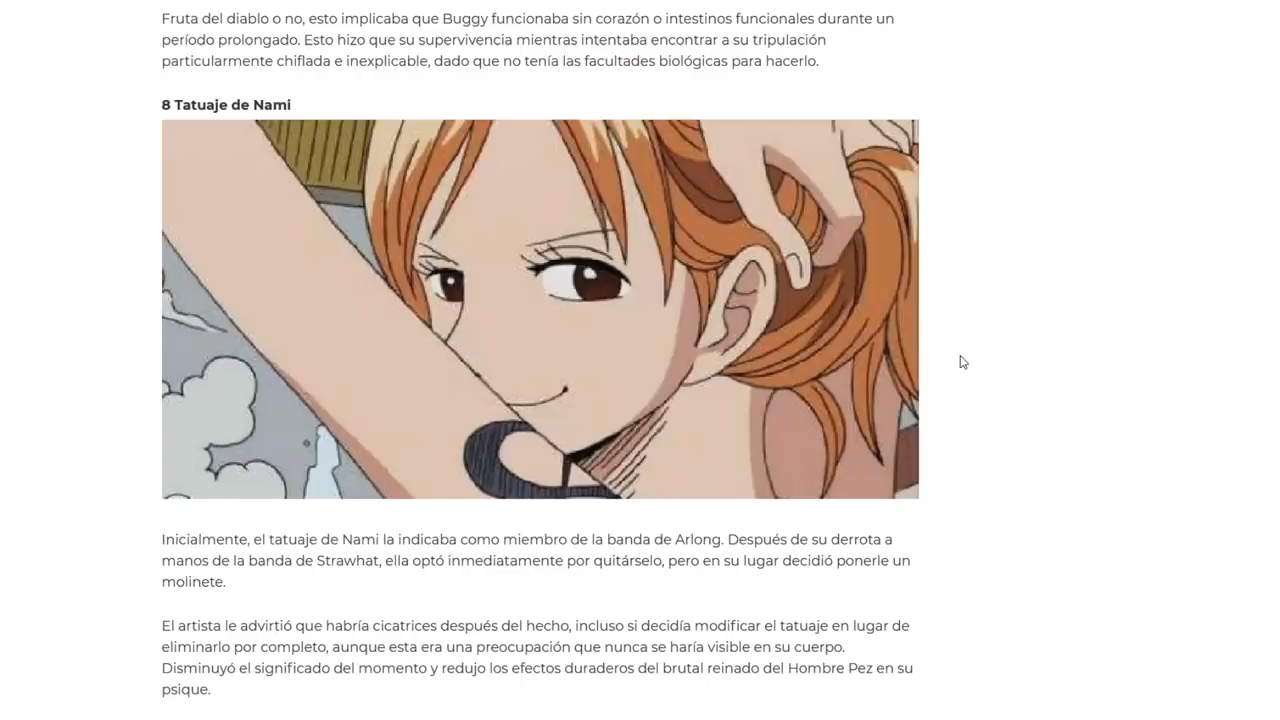 Fruta del diablo o no, esto implicaba que Buggy funcionaba sin corazón o intestinos funcionales durante un
período prolongado. Esto hizo que su supervivencia mientras intentaba encontrar a su tripulación
particularmente chiflada e inexplicable, dado que no tenía las facultades biológicas para hacerlo.
8 Tatuaje de Nami
Inicialmente, el tatuaje de Nami la indicaba como miembro de la banda de Arlong. Después de su derrota a
manos de la banda de Strawhat, ella optó inmediatamente por quitárselo, pero en su lugar decidió ponerle un
molinete.
El artista le advirtió que habría cicatrices después del hecho, incluso si decidía modificar el tatuaje en lugar de
eliminarlo por completo, aunque esta era una preocupación que nunca se haría visible en su cuerpo.
Disminuyó el significado del momento y redujo los efectos duraderos del brutal reinado del Hombre Pez en su
psique.